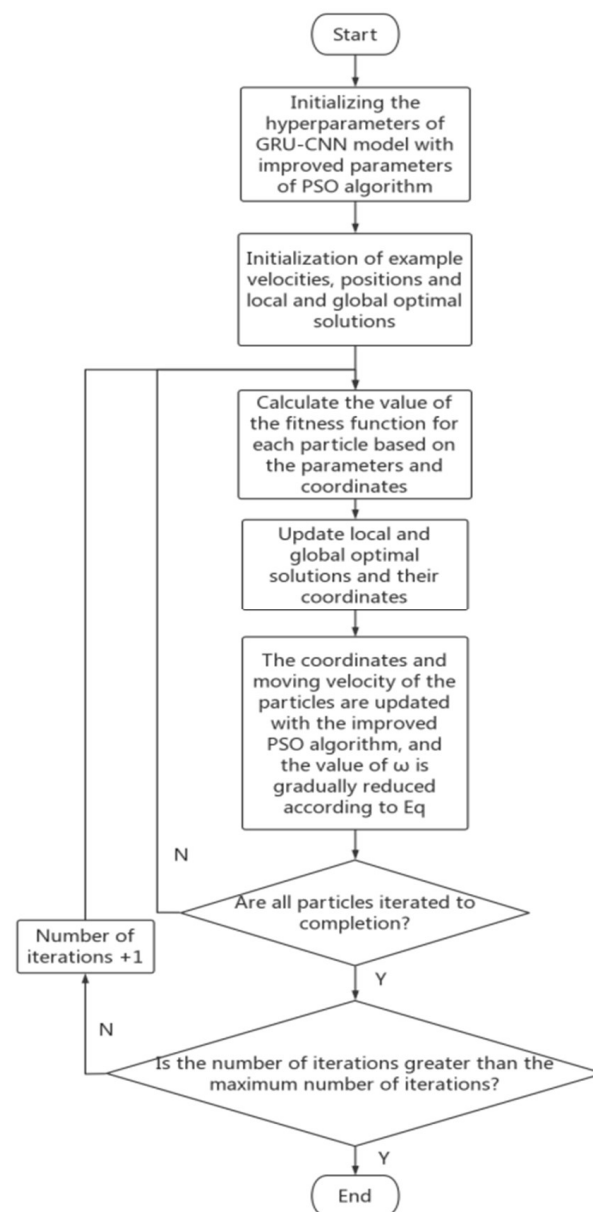 Start
Initializing the
hyperparameters of
GRU-CNN model with
improved parameters
of PSO algorithm
Initialization of example
velocities, positions and
local and global optimal
solutions
Calculate the value of
the fitness function for
each particle based on
the parameters and
coordinates
Update local and
global optimal
solutions and their
coordinates
The coordinates and
moving velocity of the
particles are updated
with the improved
PSO algorithm, and
the value of ω is
gradually reduced
according to Eq
N
Are all particles iterated to
completion?
Number of
iterations +1
Y
N
Is the number of iterations greater than the
maximum number of iterations?
Y
End